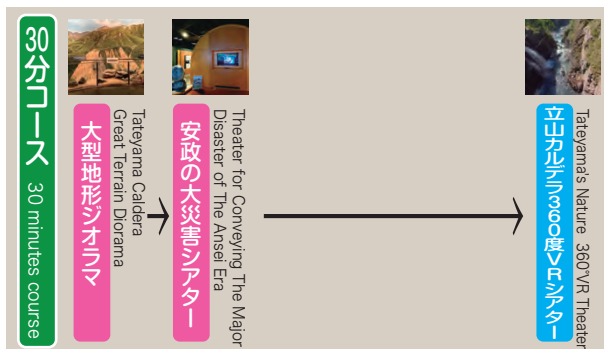 30分コース
30 minutes course
大型地形ジオラマ
Tateyama Caldera
Great Terrain Diorama
安政の大災害シアター
Theater for Conveying The Major
Disaster of The Ansei Era
立山カルデラ360度VRシアター
Tateyama's Nature 360°VR Theater